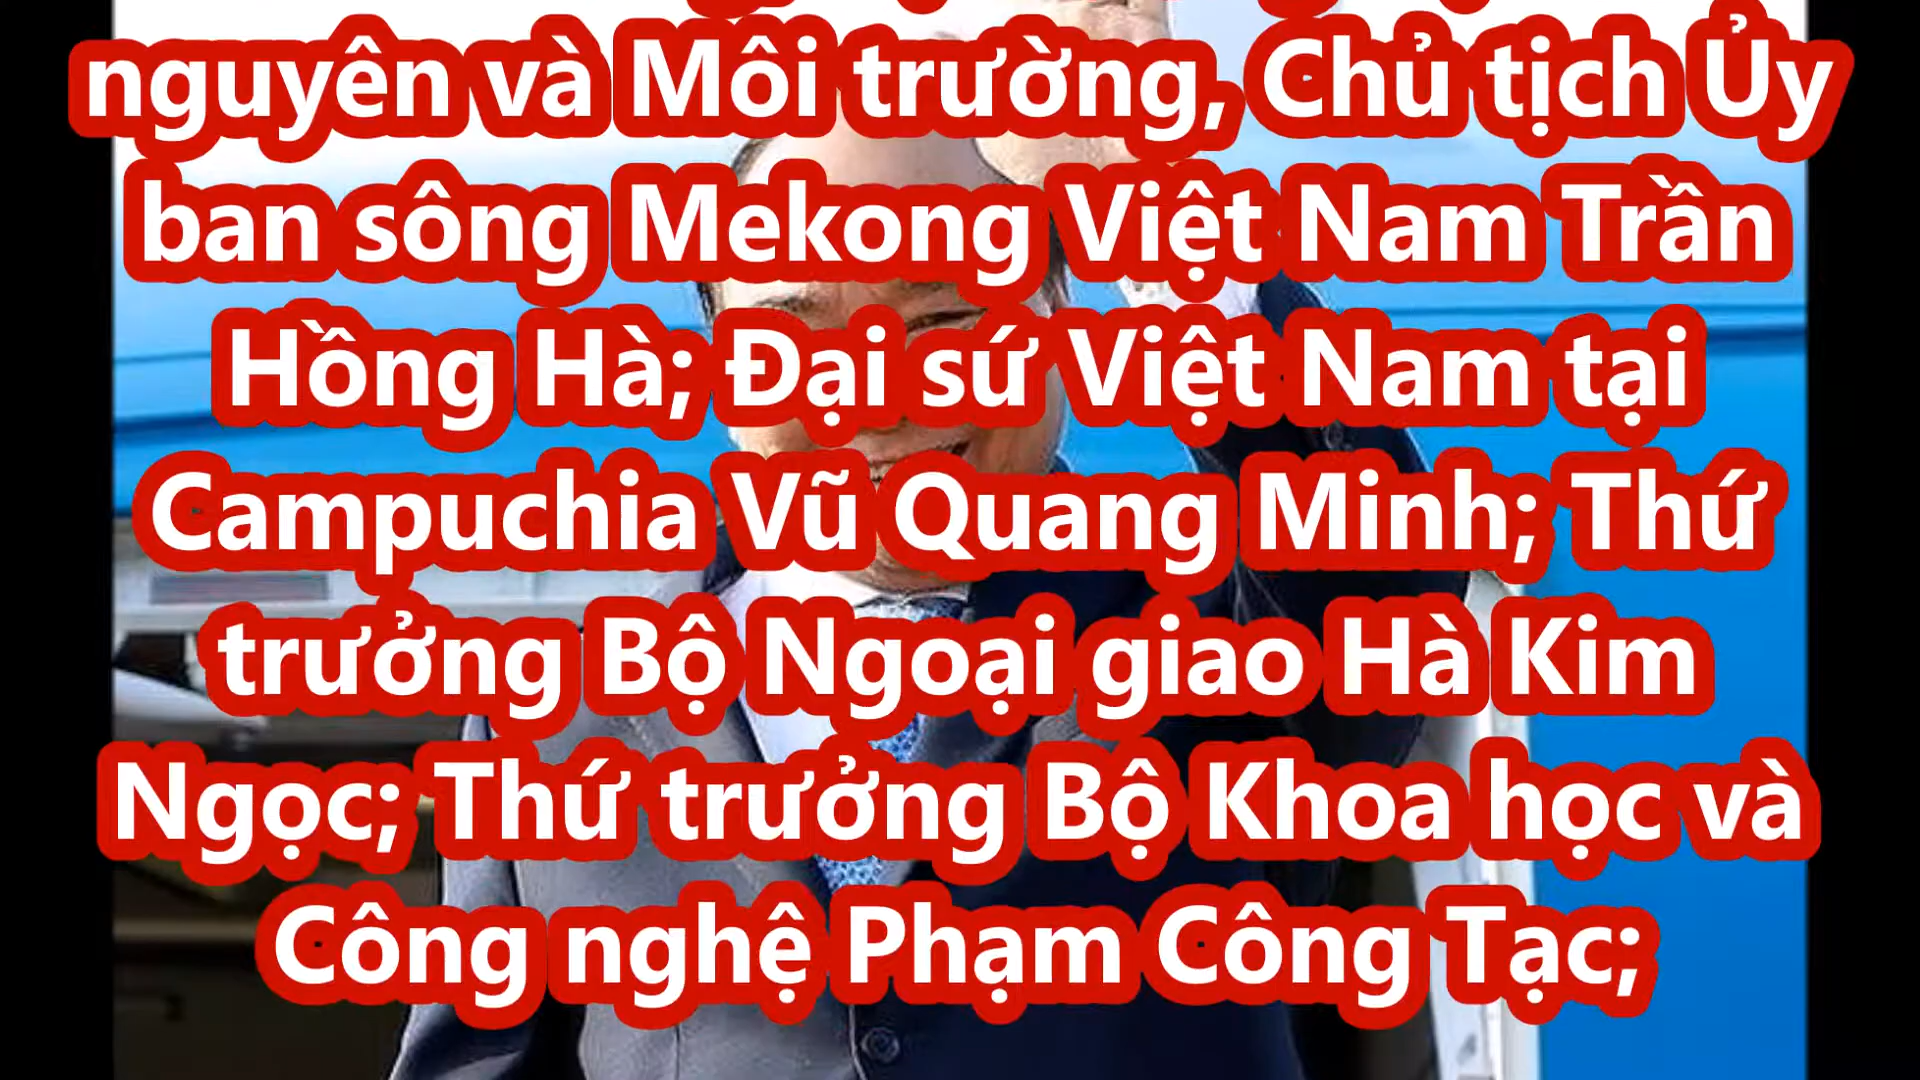 nguyên và Môi trường, Chủ tịch Ủy
ban sông Mekong Việt Nam Trần
Hồng Hà; Đại sứ Việt Nam tại
Campuchia Vũ Quang Minh; Thứ
trưởng Bộ Ngoại giao Hà Kim
Ngọc; Thứ trưởng Bộ Khoa học và
Công nghệ Phạm Công Tạc;